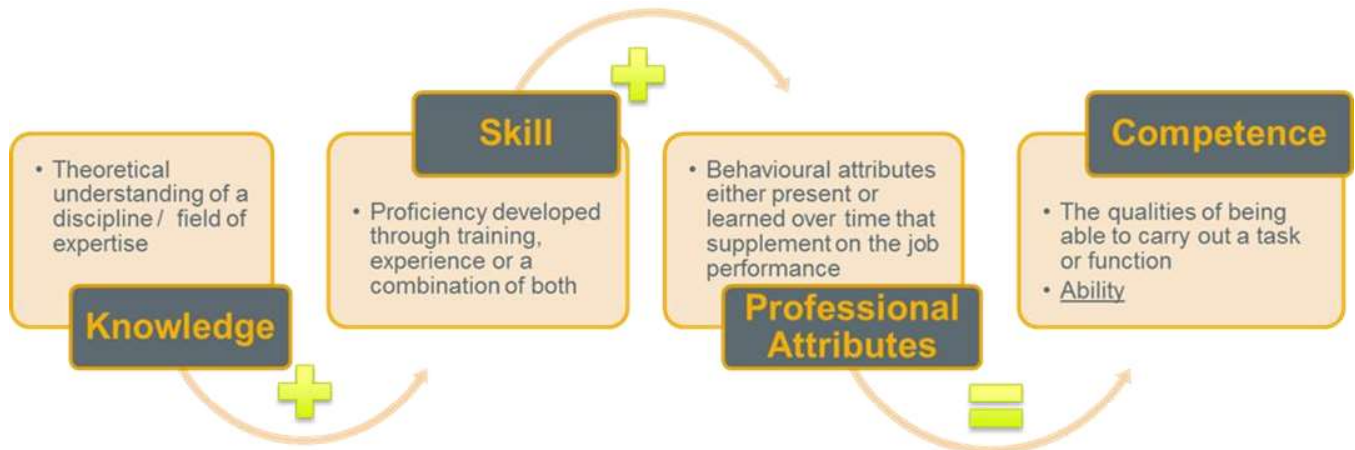 • Theoretical
understanding of a
discipline / field of
expertise
Knowledge
Skill
• Proficiency developed
through training,
experience or a
combination of both
• Behavioural attributes
either present or
learned over time that
supplement on the job
performance
Professional
Attributes
Competence
• The qualities of being
able to carry out a task
or function
• Ability